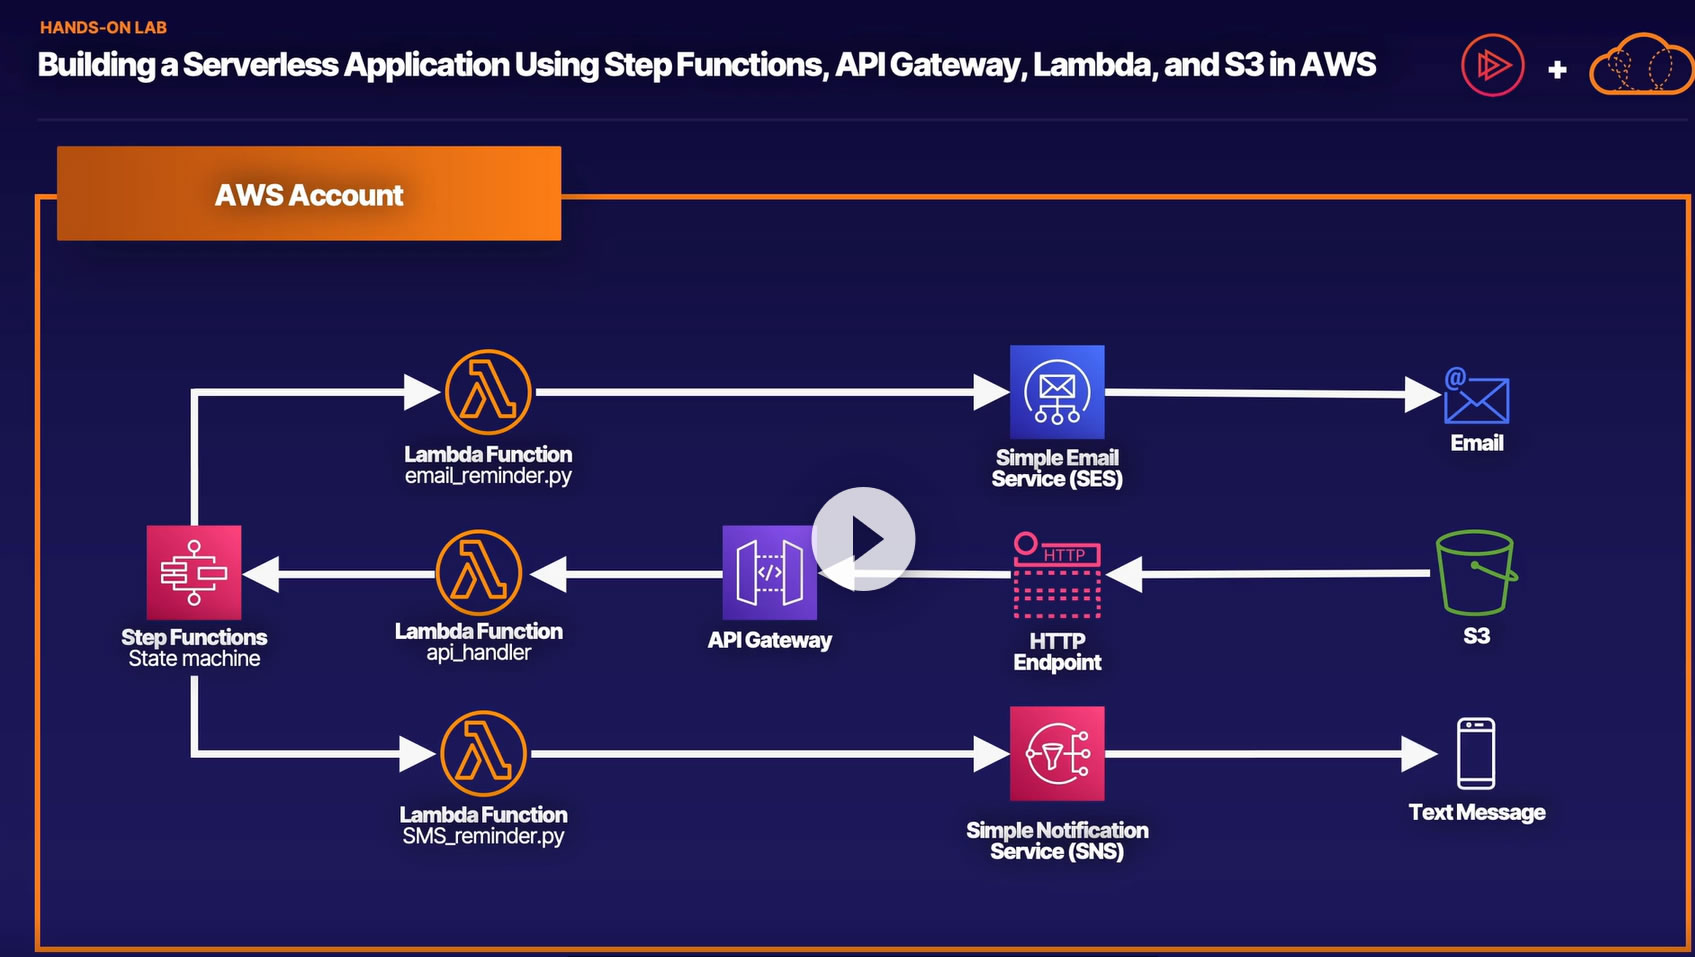 HANDS-ON LAB
Building a Serverless Application Using Step Functions, API Gateway, Lambda, and S3 in AWS
AWS Account
Lambda Function
email_reminder.py
Simple Email
Service (SES)
@
Email
Step Functions
State machine
Lambda Function
api_handler
</>
API Gateway
HTTP
HTTP
Endpoint
S3
Lambda Function
SMS_reminder.py
Simple Notification
Service (SNS)
Text Message